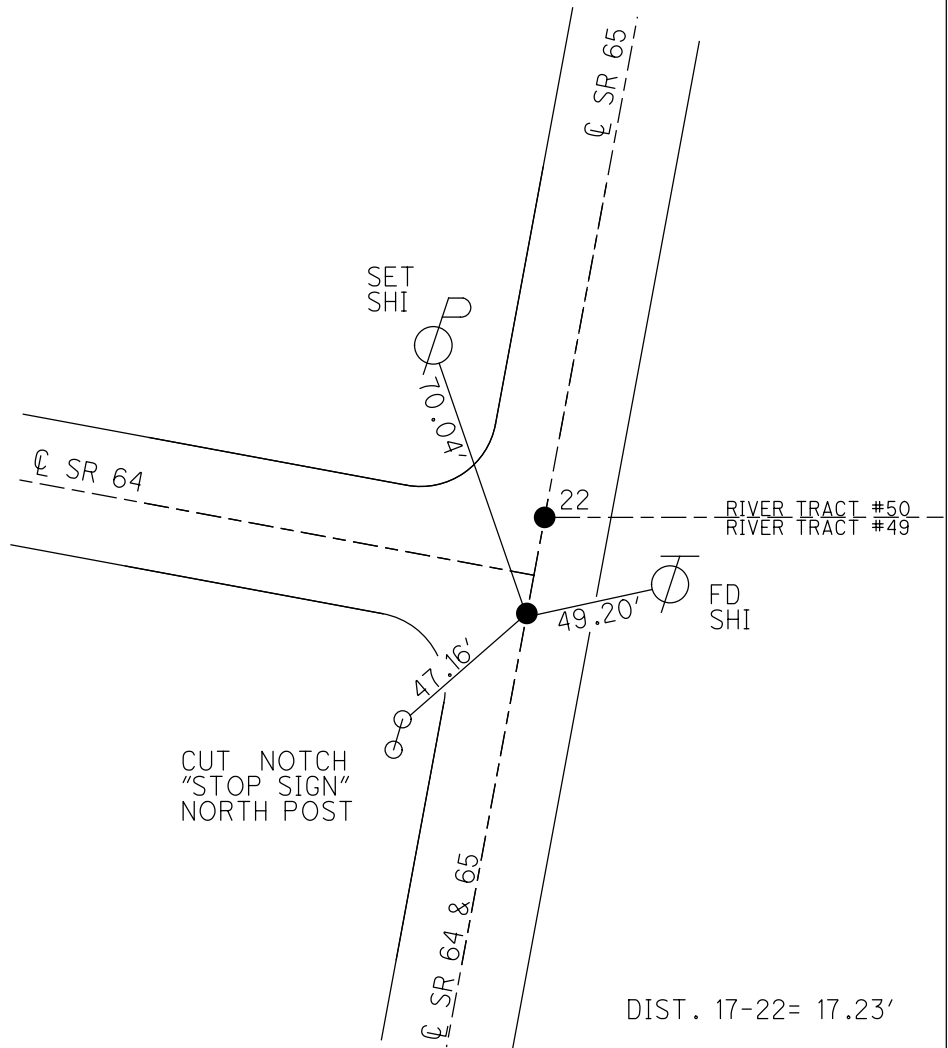 ℄ SR 65
SET
SHI
70.04'
℄ SR 64
22
RIVER TRACT #50
RIVER TRACT #49
FD
SHI
49.20'
47.16'
CUT NOTCH
"STOP SIGN"
NORTH POST
℄ SR 64 & 65
DIST. 17-22= 17.23'